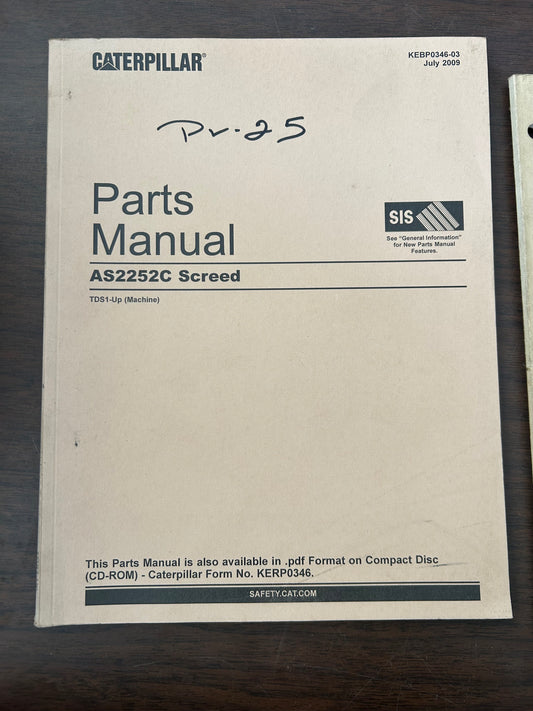 CATERPILLAR®
KEBP0346-03
July 2009
Pv-25
Parts
Manual
SIS
See "General Information"
for New Parts Manual
Features.
AS2252C Screed
TDS1-Up (Machine)
This Parts Manual is also available in .pdf Format on Compact Disc
(CD-ROM) - Caterpillar Form No. KERP0346.
SAFETY.CAT.COM